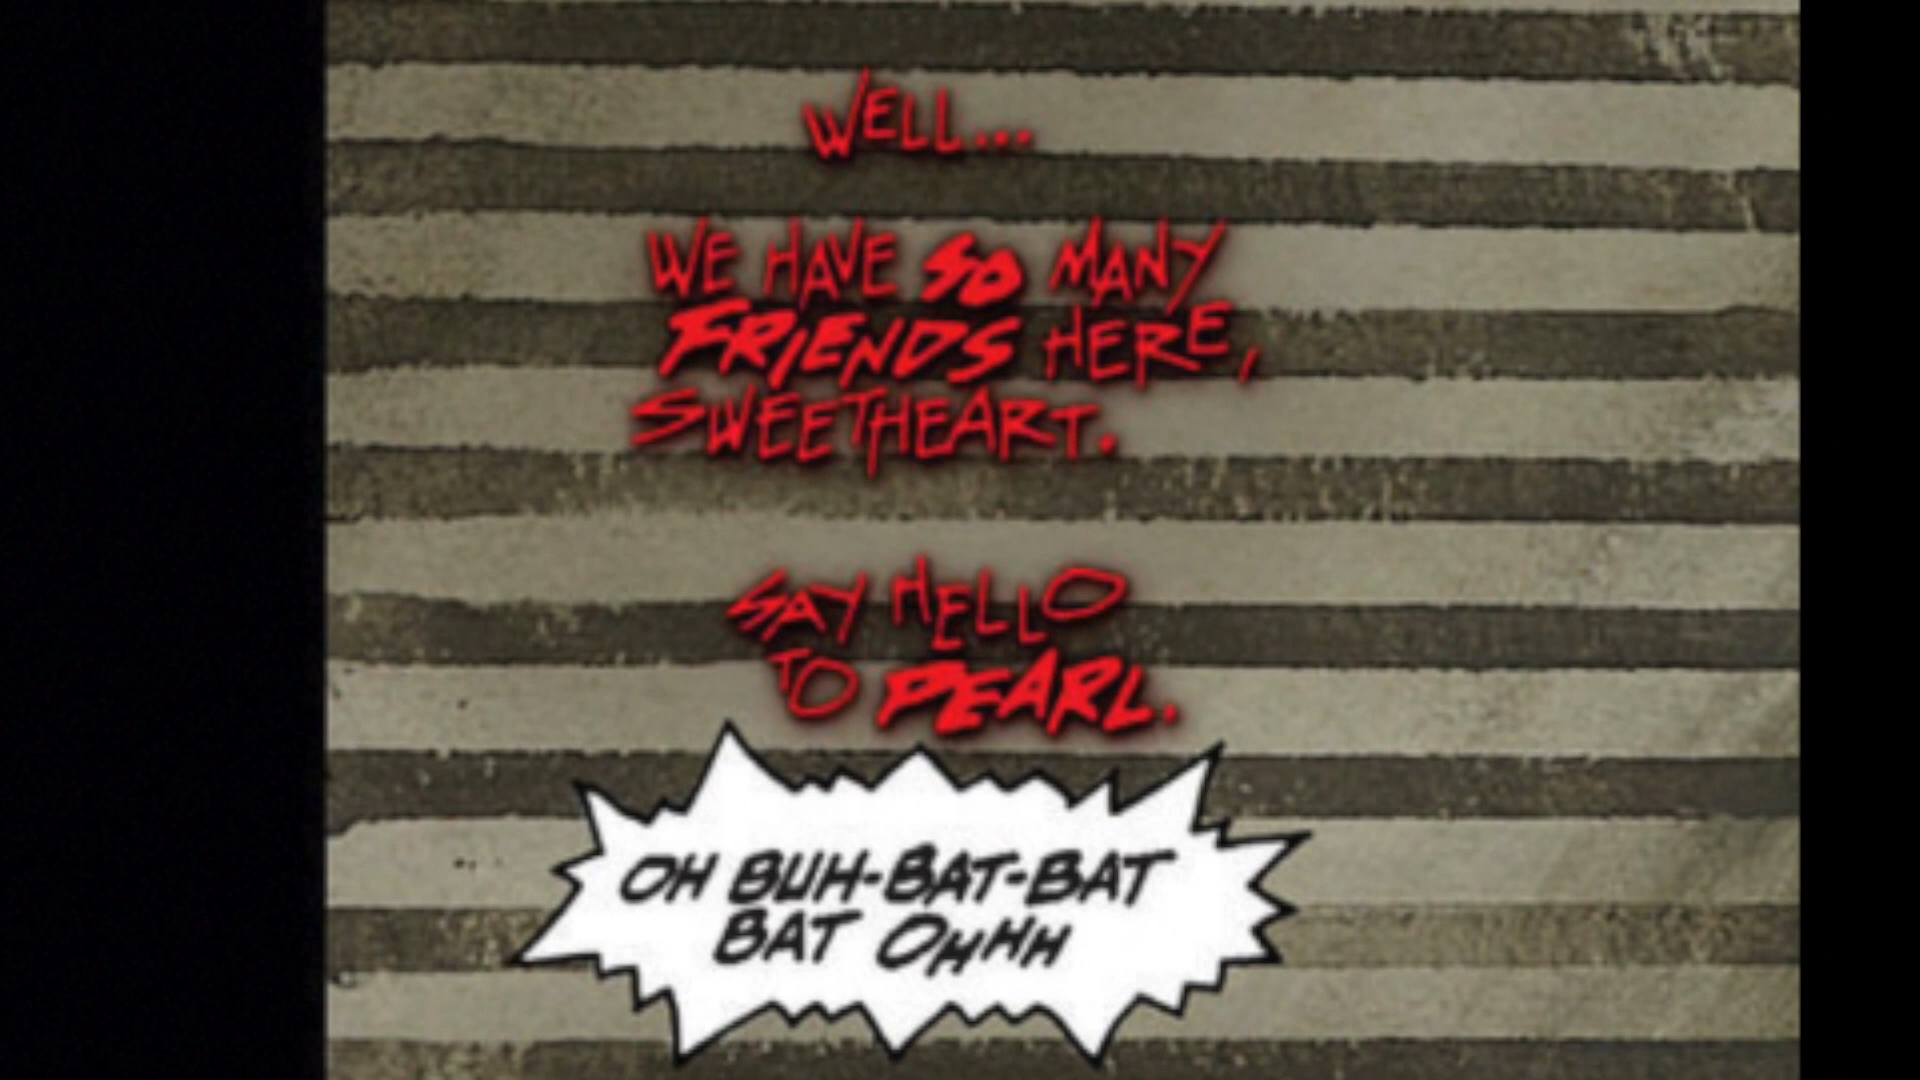 WELL...
WE HAVE SO MANY
FRIENDS HERE,
SWEETHEART.
SAY HELLO
TO PEARL.
OH BUH-BAT-BAT
BAT OHHH